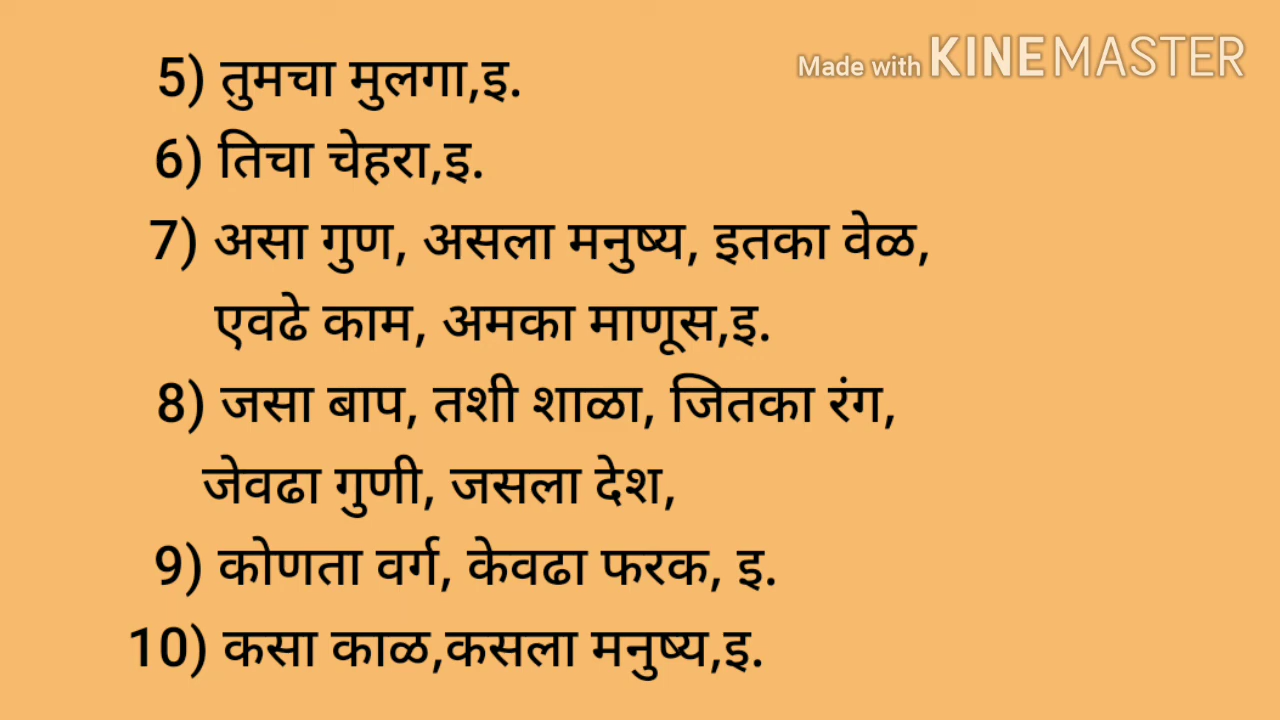 Made with KINEMASTER
5) तुमचा मुलगा,इ.
6) तिचा चेहरा,इ.
7) असा गुण, असला मनुष्य, इतका वेळ,
एवढे काम, अमका माणूस,इ.
8) जसा बाप, तशी शाळा, जितका रंग,
जेवढा गुणी, जसला देश,
9) कोणता वर्ग, केवढा फरक, इ.
10) कसा काळ,कसला मनुष्य,इ.